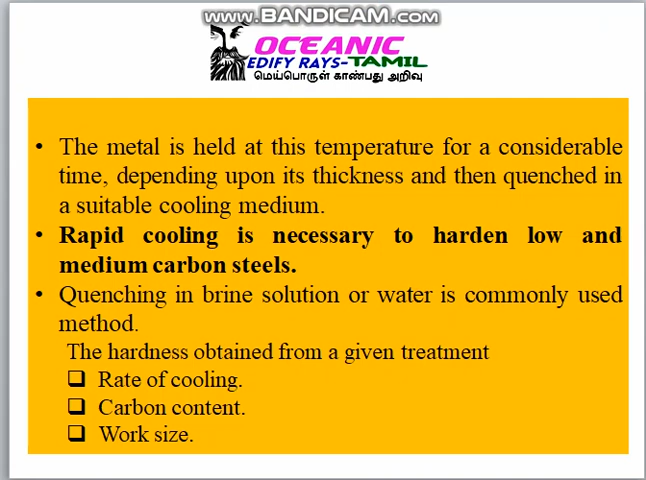 www.BANDICAM.com
OCEANIC
EDIFY RAYS-TAMIL
மெய்பொருள் காண்பது அறிவு
• The metal is held at this temperature for a considerable
time, depending upon its thickness and then quenched in
a suitable cooling medium.
• Rapid cooling is necessary to harden low and
medium carbon steels.
• Quenching in brine solution or water is commonly used
method.
The hardness obtained from a given treatment
❑ Rate of cooling.
❑ Carbon content.
❑ Work size.